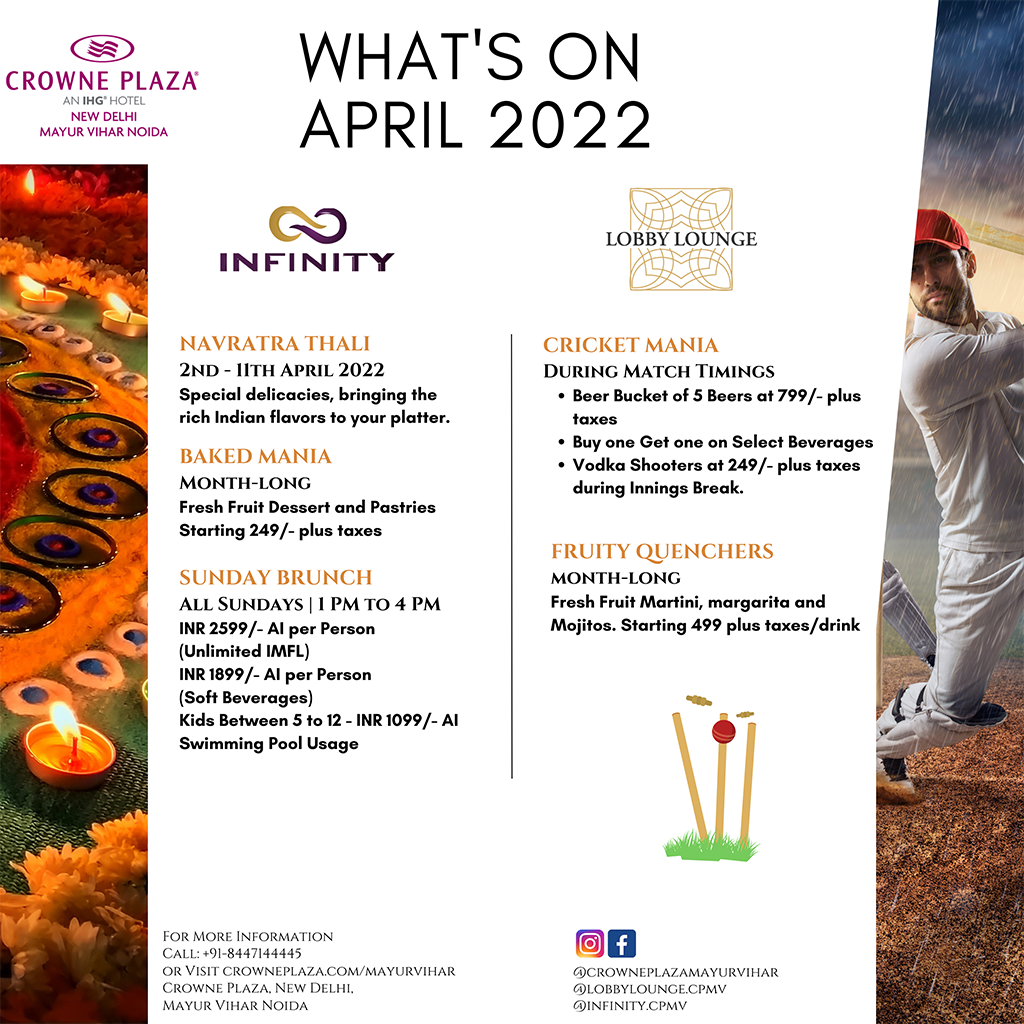 CROWNE PLAZA®
AN IHG® HOTEL
NEW DELHI
MAYUR VIHAR NOIDA
WHAT'S ON
APRIL 2022
INFINITY
NAVRATRA THALI
2ND - 11TH APRIL 2022
Special delicacies, bringing the
rich Indian flavors to your platter.
BAKED MANIA
MONTH-LONG
Fresh Fruit Dessert and Pastries
Starting 249/- plus taxes
SUNDAY BRUNCH
ALL SUNDAYS | 1 PM TO 4 PM
INR 2599/- AI per Person
(Unlimited IMFL)
INR 1899/- AI per Person
(Soft Beverages)
Kids Between 5 to 12 - INR 1099/- AI
Swimming Pool Usage
LOBBY LOUNGE
CRICKET MANIA
DURING MATCH TIMINGS
• Beer Bucket of 5 Beers at 799/- plus
taxes
• Buy one Get one on Select Beverages
• Vodka Shooters at 249/- plus taxes
during Innings Break.
FRUITY QUENCHERS
MONTH-LONG
Fresh Fruit Martini, margarita and
Mojitos. Starting 499 plus taxes/drink
FOR MORE INFORMATION
CALL: +91-8447144445
OR VISIT CROWNEPLAZA.COM/MAYURVIHAR
CROWNE PLAZA, NEW DELHI,
MAYUR VIHAR NOIDA
@CROWNEPLAZAMAYURVIHAR
@LOBBYLOUNGE.CPMV
@INFINITY.CPMV